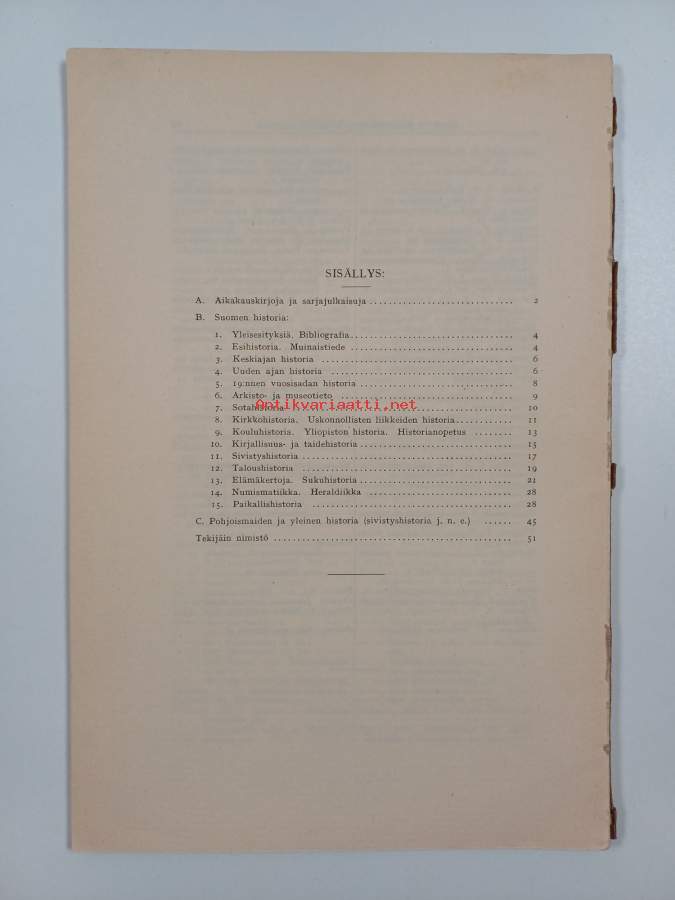 SISÄLLYS:
A. Aikakauskirjoja ja sarjajulkaisuja .............................. 2
B. Suomen historia:
1. Yleisesityksiä. Bibliografia.................................. 4
2. Esihistoria. Muinaistiede ................................... 4
3. Keskiajan historia ........................................ 6
4. Uuden ajan historia ...................................... 6
5. 19:nnen vuosisadan historia ................................ 8
6. Arkisto- ja museotieto ..................................... 9
Antikvariaatti.net
7. Sotahistoria ............................................... 10
8. Kirkkohistoria. Uskonnollisten liikkeiden historia............ 11
9. Kouluhistoria. Yliopiston historia. Historianopetus ........ 13
10. Kirjallisuus- ja taidehistoria ................................ 15
11. Sivistyshistoria ............................................ 17
12. Taloushistoria ............................................ 19
13. Elämäkertoja. Sukuhistoria ................................ 21
14. Numismatiikka. Heraldiikka ............................... 28
15. Paikallishistoria .......................................... 28
C. Pohjoismaiden ja yleinen historia (sivistyshistoria j. n. e.) ...... 45
Tekijäin nimistö .................................................. 51